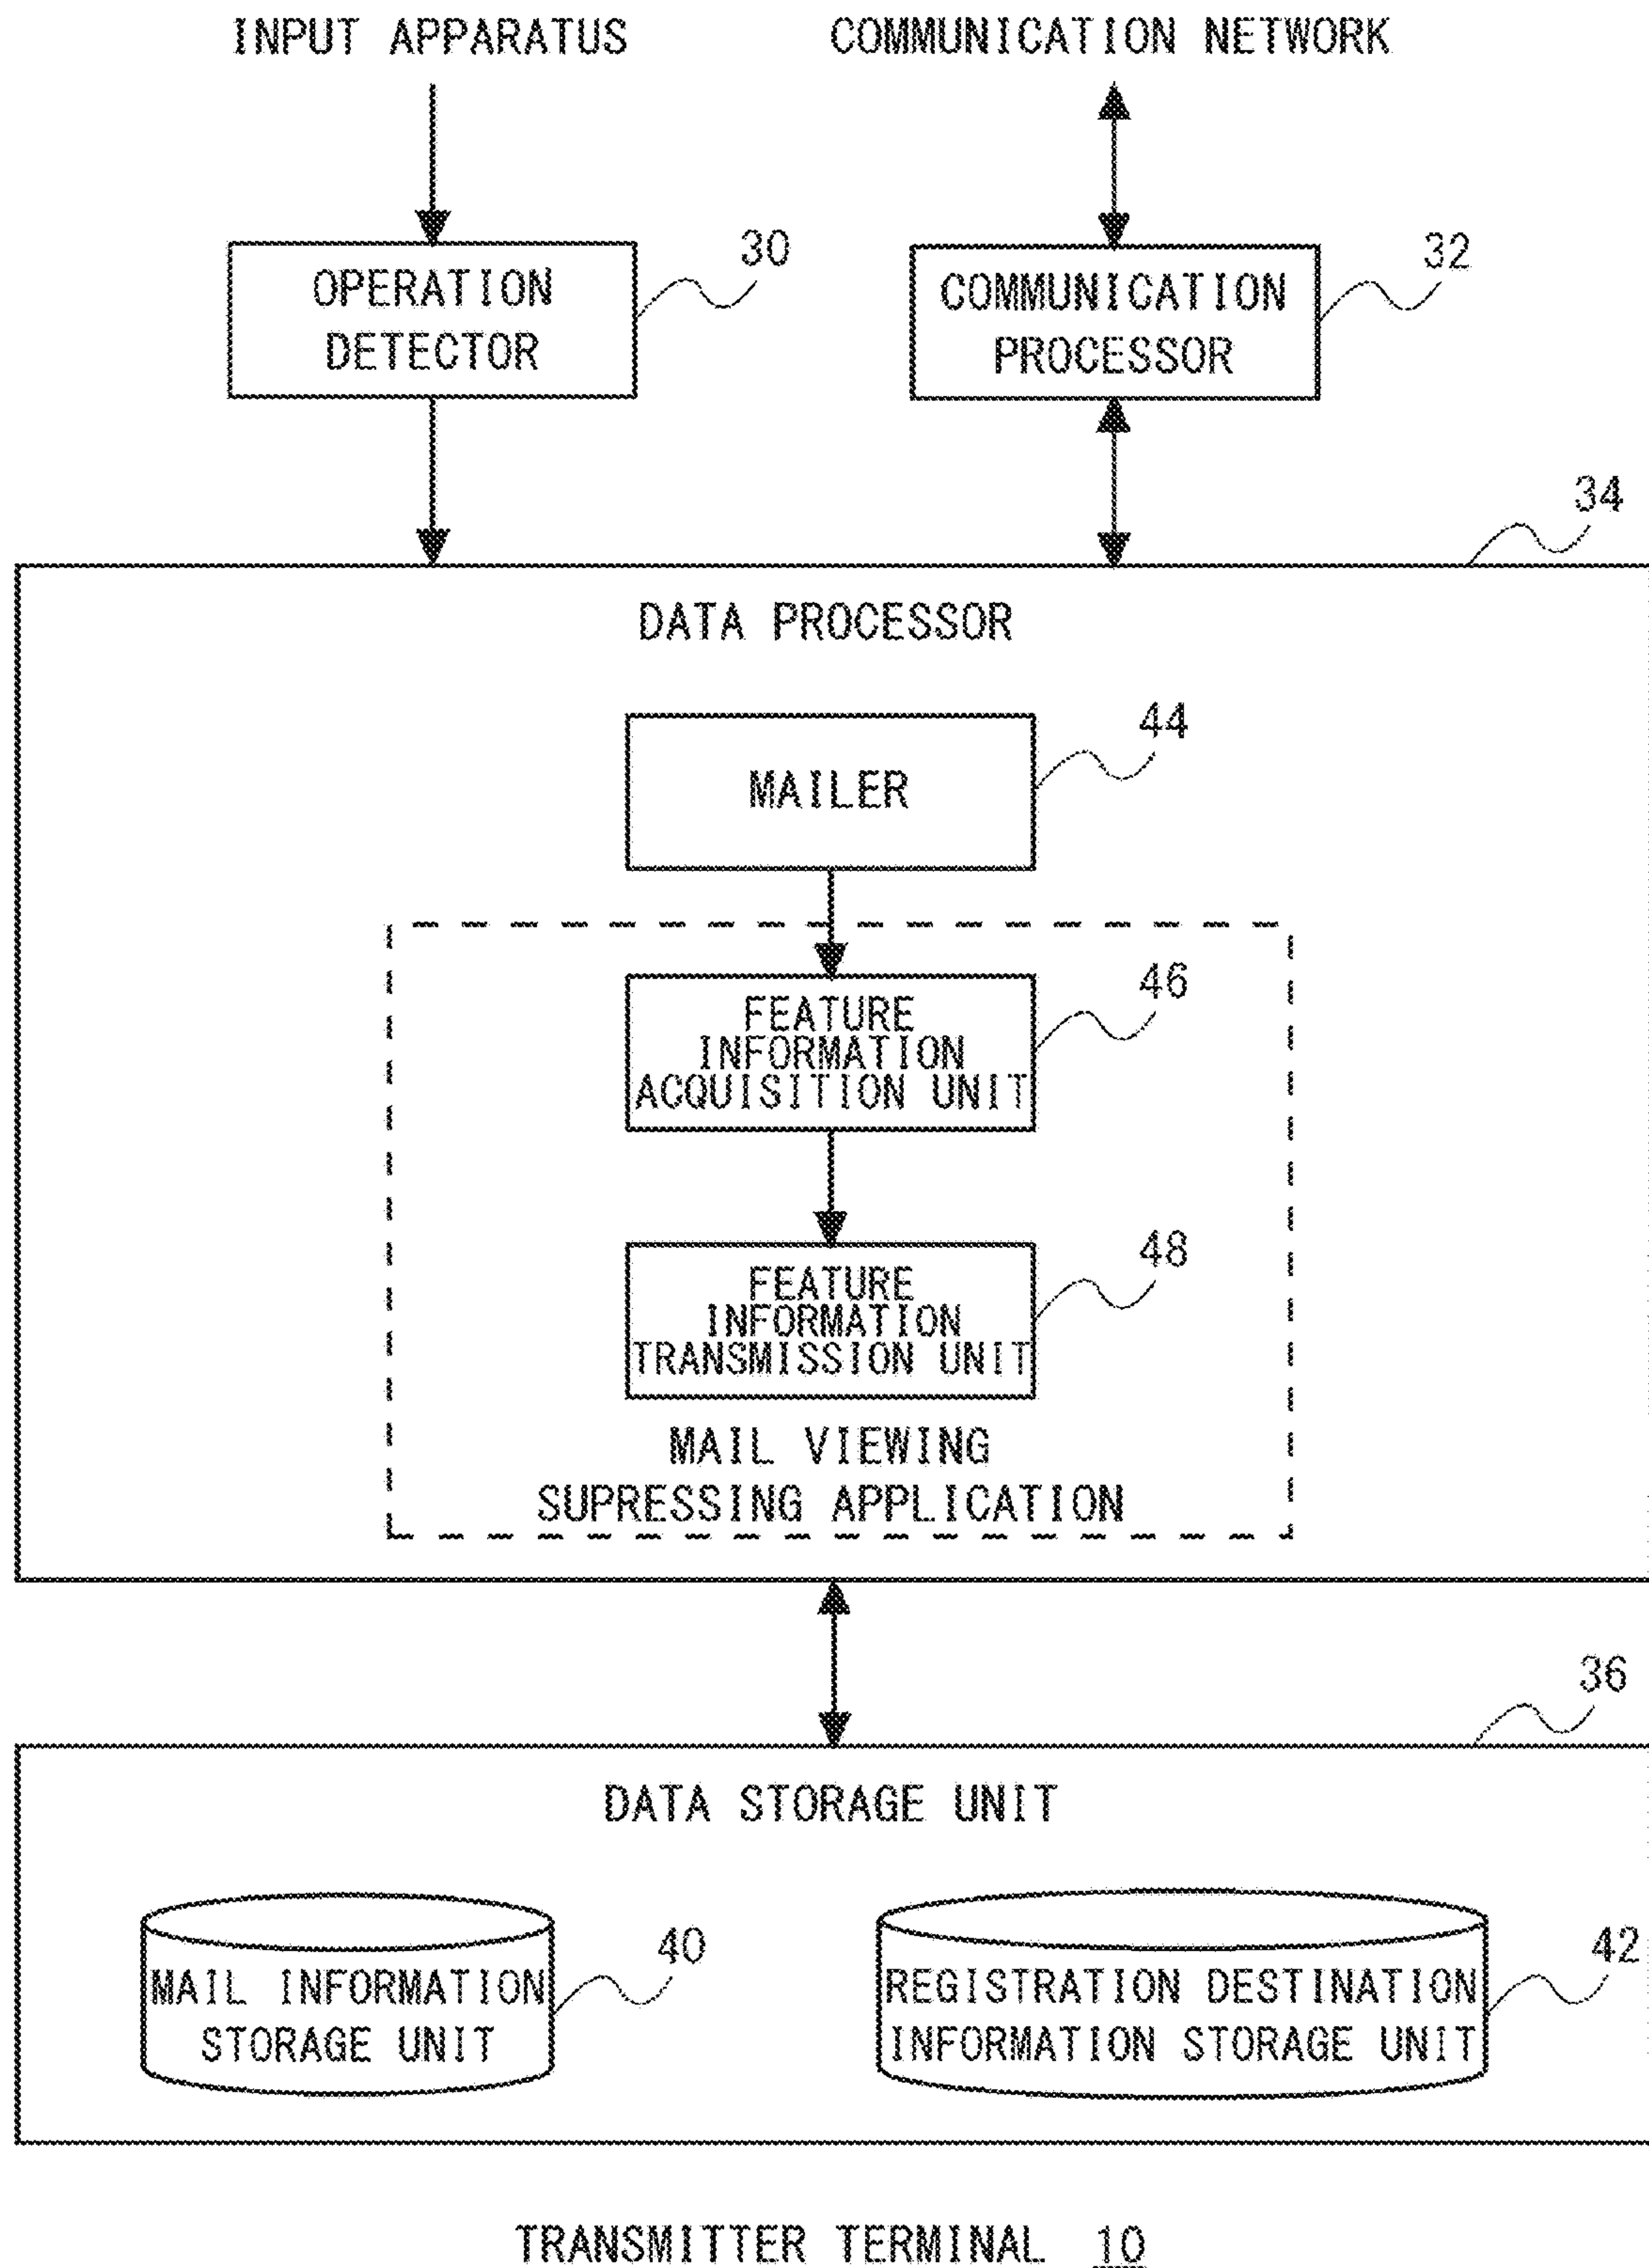 INPUT APPARATUS
COMMUNICATION NETWORK
30
OPERATION
DETECTOR
32
COMMUNICATION
PROCESSOR
34
DATA PROCESSOR
44
MAILER
46
FEATURE
INFORMATION
ACQUISITION UNIT
48
FEATURE
INFORMATION
TRANSMISSION UNIT
MAIL VIEWING
SUPRESSING APPLICATION
36
DATA STORAGE UNIT
40
MAIL INFORMATION
STORAGE UNIT
42
REGISTRATION DESTINATION
INFORMATION STORAGE UNIT
TRANSMITTER TERMINAL 10